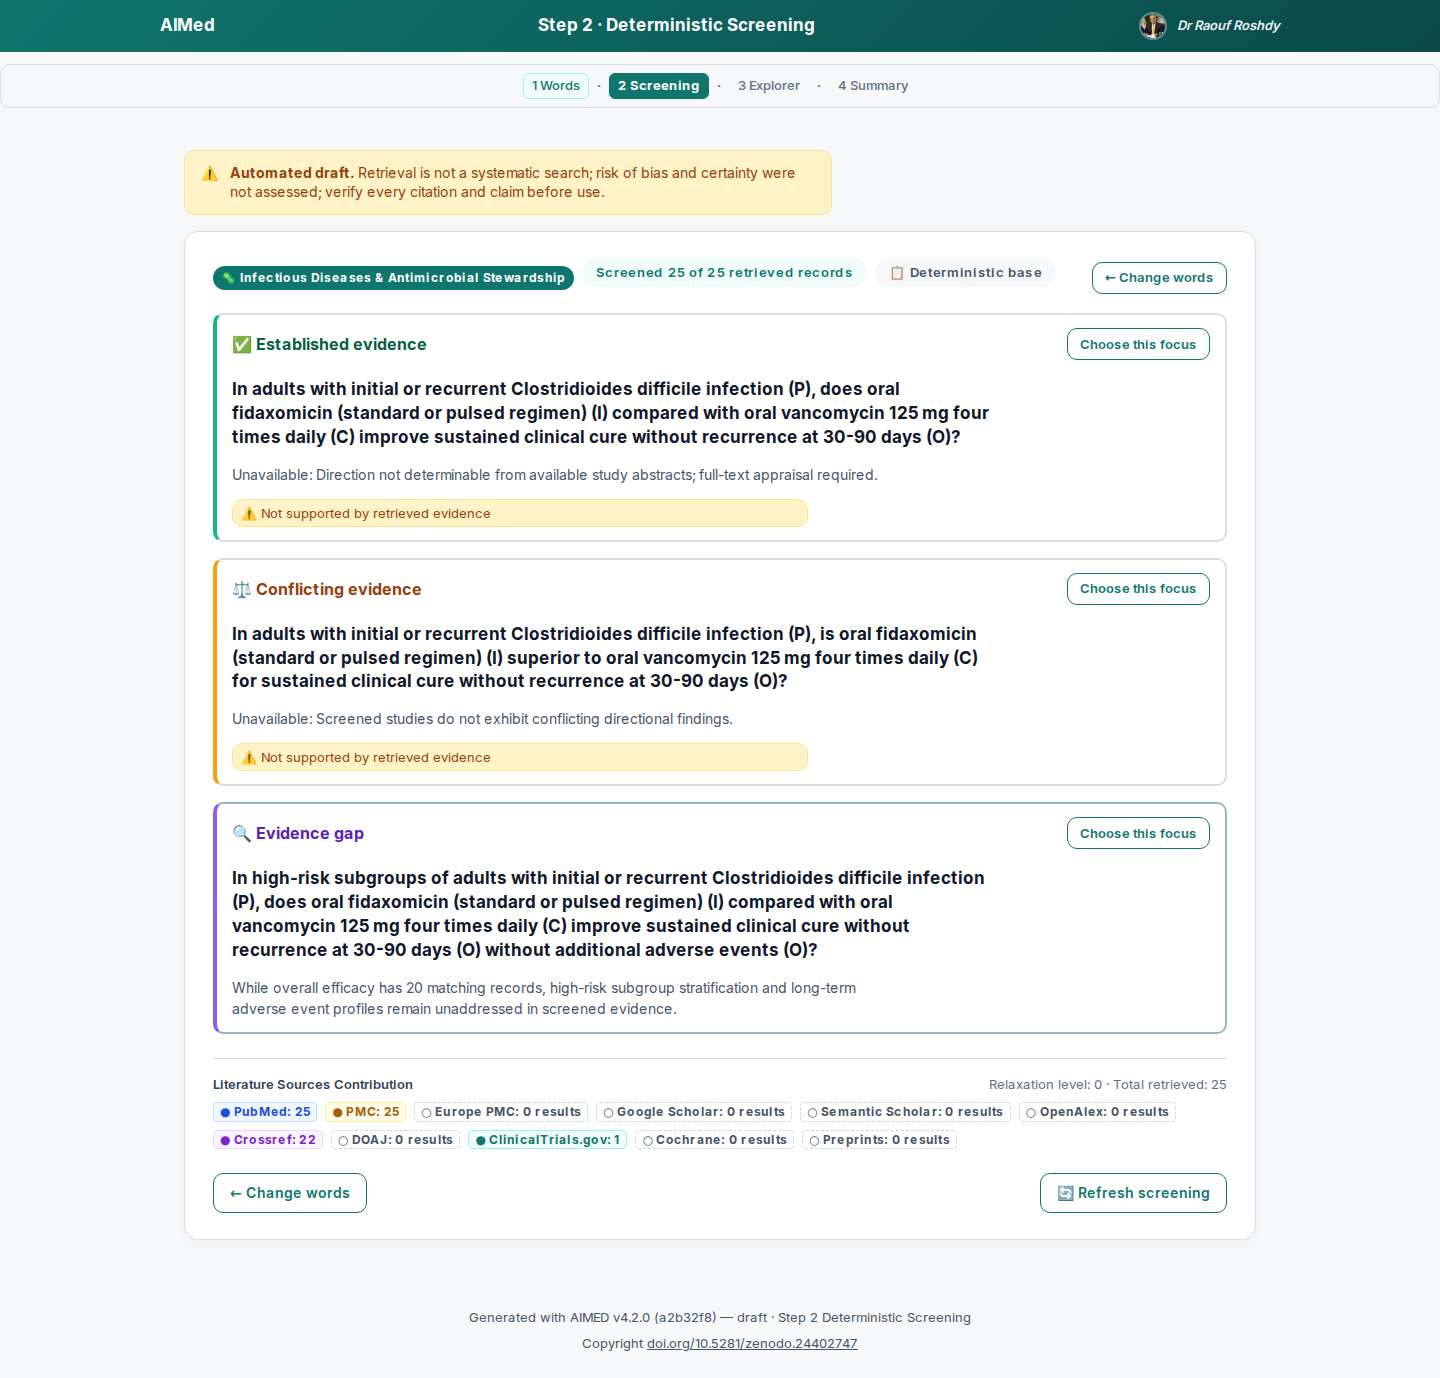 AIMed
Step 2 · Deterministic Screening
Dr Raouf Roshdy
1 Words · 2 Screening · 3 Explorer · 4 Summary
⚠️ Automated draft. Retrieval is not a systematic search; risk of bias and certainty were
not assessed; verify every citation and claim before use.
🦠 Infectious Diseases & Antimicrobial Stewardship
Screened 25 of 25 retrieved records
📋 Deterministic base
← Change words
✅ Established evidence
Choose this focus
In adults with initial or recurrent Clostridioides difficile infection (P), does oral
fidaxomicin (standard or pulsed regimen) (I) compared with oral vancomycin 125 mg four
times daily (C) improve sustained clinical cure without recurrence at 30-90 days (O)?
Unavailable: Direction not determinable from available study abstracts; full-text appraisal required.
⚠️ Not supported by retrieved evidence
⚖️ Conflicting evidence
Choose this focus
In adults with initial or recurrent Clostridioides difficile infection (P), is oral fidaxomicin
(standard or pulsed regimen) (I) superior to oral vancomycin 125 mg four times daily (C)
for sustained clinical cure without recurrence at 30-90 days (O)?
Unavailable: Screened studies do not exhibit conflicting directional findings.
⚠️ Not supported by retrieved evidence
🔍 Evidence gap
Choose this focus
In high-risk subgroups of adults with initial or recurrent Clostridioides difficile infection
(P), does oral fidaxomicin (standard or pulsed regimen) (I) compared with oral
vancomycin 125 mg four times daily (C) improve sustained clinical cure without
recurrence at 30-90 days (O) without additional adverse events (O)?
While overall efficacy has 20 matching records, high-risk subgroup stratification and long-term
adverse event profiles remain unaddressed in screened evidence.
Literature Sources Contribution
Relaxation level: 0 · Total retrieved: 25
● PubMed: 25 ● PMC: 25 ○ Europe PMC: 0 results ○ Google Scholar: 0 results ○ Semantic Scholar: 0 results ○ OpenAlex: 0 results
● Crossref: 22 ○ DOAJ: 0 results ● ClinicalTrials.gov: 1 ○ Cochrane: 0 results ○ Preprints: 0 results
← Change words
🔄 Refresh screening
Generated with AIMED v4.2.0 (a2b32f8) — draft · Step 2 Deterministic Screening
Copyright doi.org/10.5281/zenodo.24402747